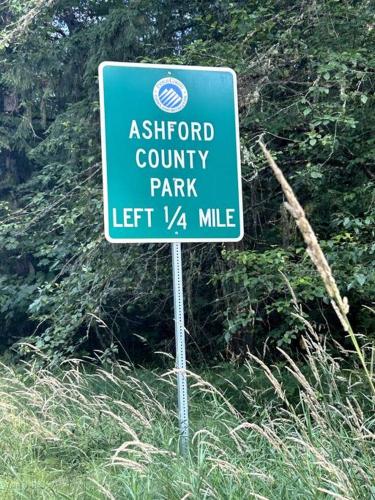 ASHFORD
COUNTY
PARK
LEFT 1/4 MILE